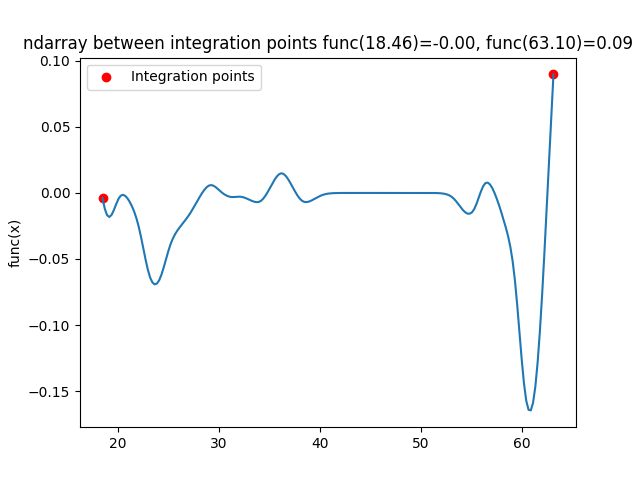 ndarray between integration points func(18.46)=-0.00, func(63.10)=0.09
Integration points
0.10
0.05
0.00
−0.05
−0.10
−0.15
func(x)
20 30 40 50 60